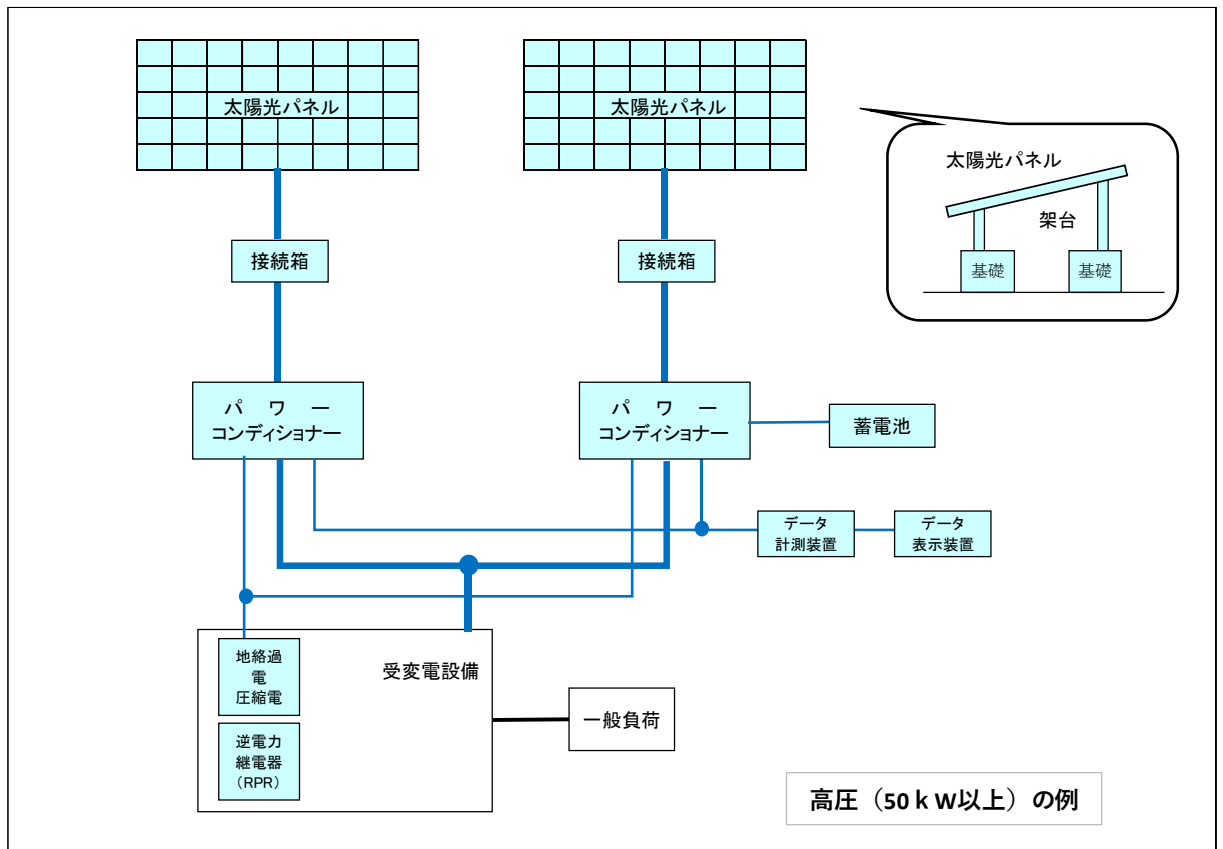 太陽光パネル
太陽光パネル
太陽光パネル
架台
基礎
基礎
接続箱
接続箱
パ ワ ー
コンディショナー
パ ワ ー
コンディショナー
蓄電池
データ
計測装置
データ
表示装置
地絡過
電
圧縮電
受変電設備
逆電力
継電器
（RPR）
一般負荷
高圧（50ｋW以上）の例